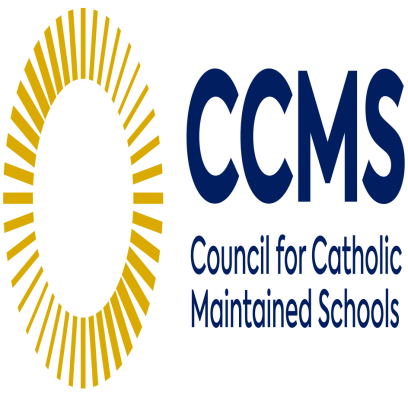 CCMS
Council for Catholic
Maintained Schools